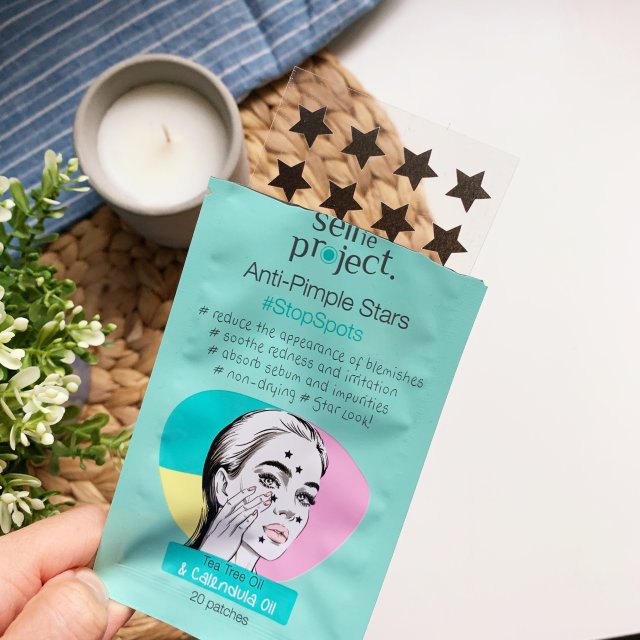 selfie
project.
Anti-Pimple Stars
#StopSpots
# reduce the appearance of blemishes
# soothe redness and irritation
# absorb sebum and impurities
# non-drying # Star Look!
Tea Tree Oil
& Calendula Oil
20 patches